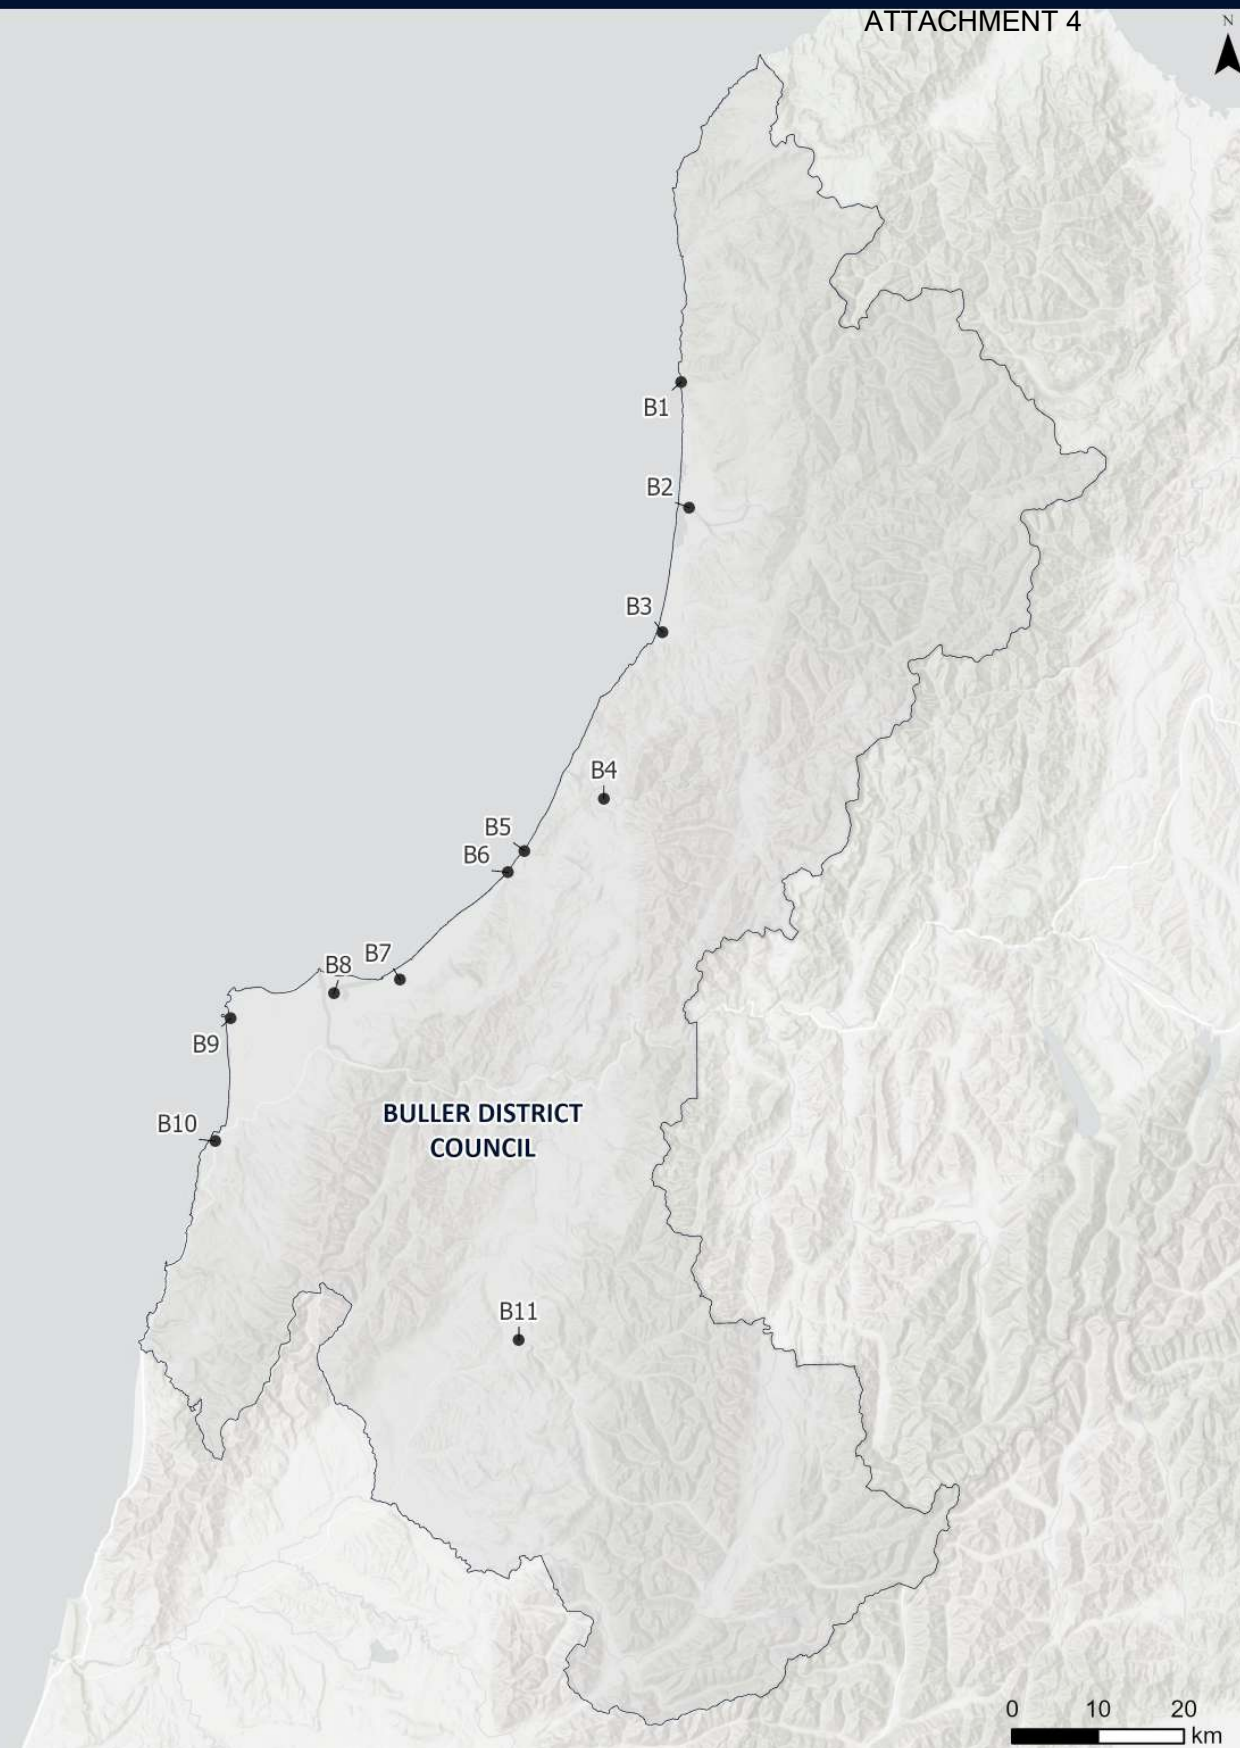 ATTACHMENT 4
N
B1
B2
B3
B4
B5
B6
B7
B8
B9
B10
BULLER DISTRICT
COUNCIL
B11
0 10 20
km